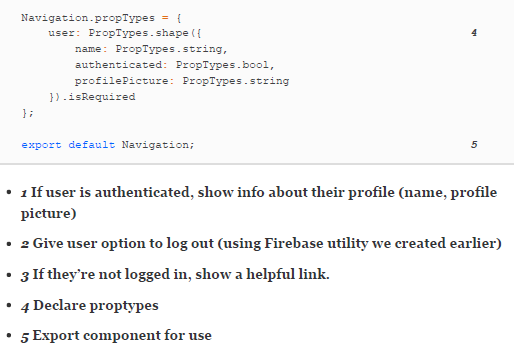 Navigation.propTypes = {
    user: PropTypes.shape({ 4
        name: PropTypes.string,
        authenticated: PropTypes.bool,
        profilePicture: PropTypes.string
    }).isRequired
};
export default Navigation; 5
• 1 If user is authenticated, show info about their profile (name, profile
picture)
• 2 Give user option to log out (using Firebase utility we created earlier)
• 3 If they’re not logged in, show a helpful link.
• 4 Declare proptypes
• 5 Export component for use